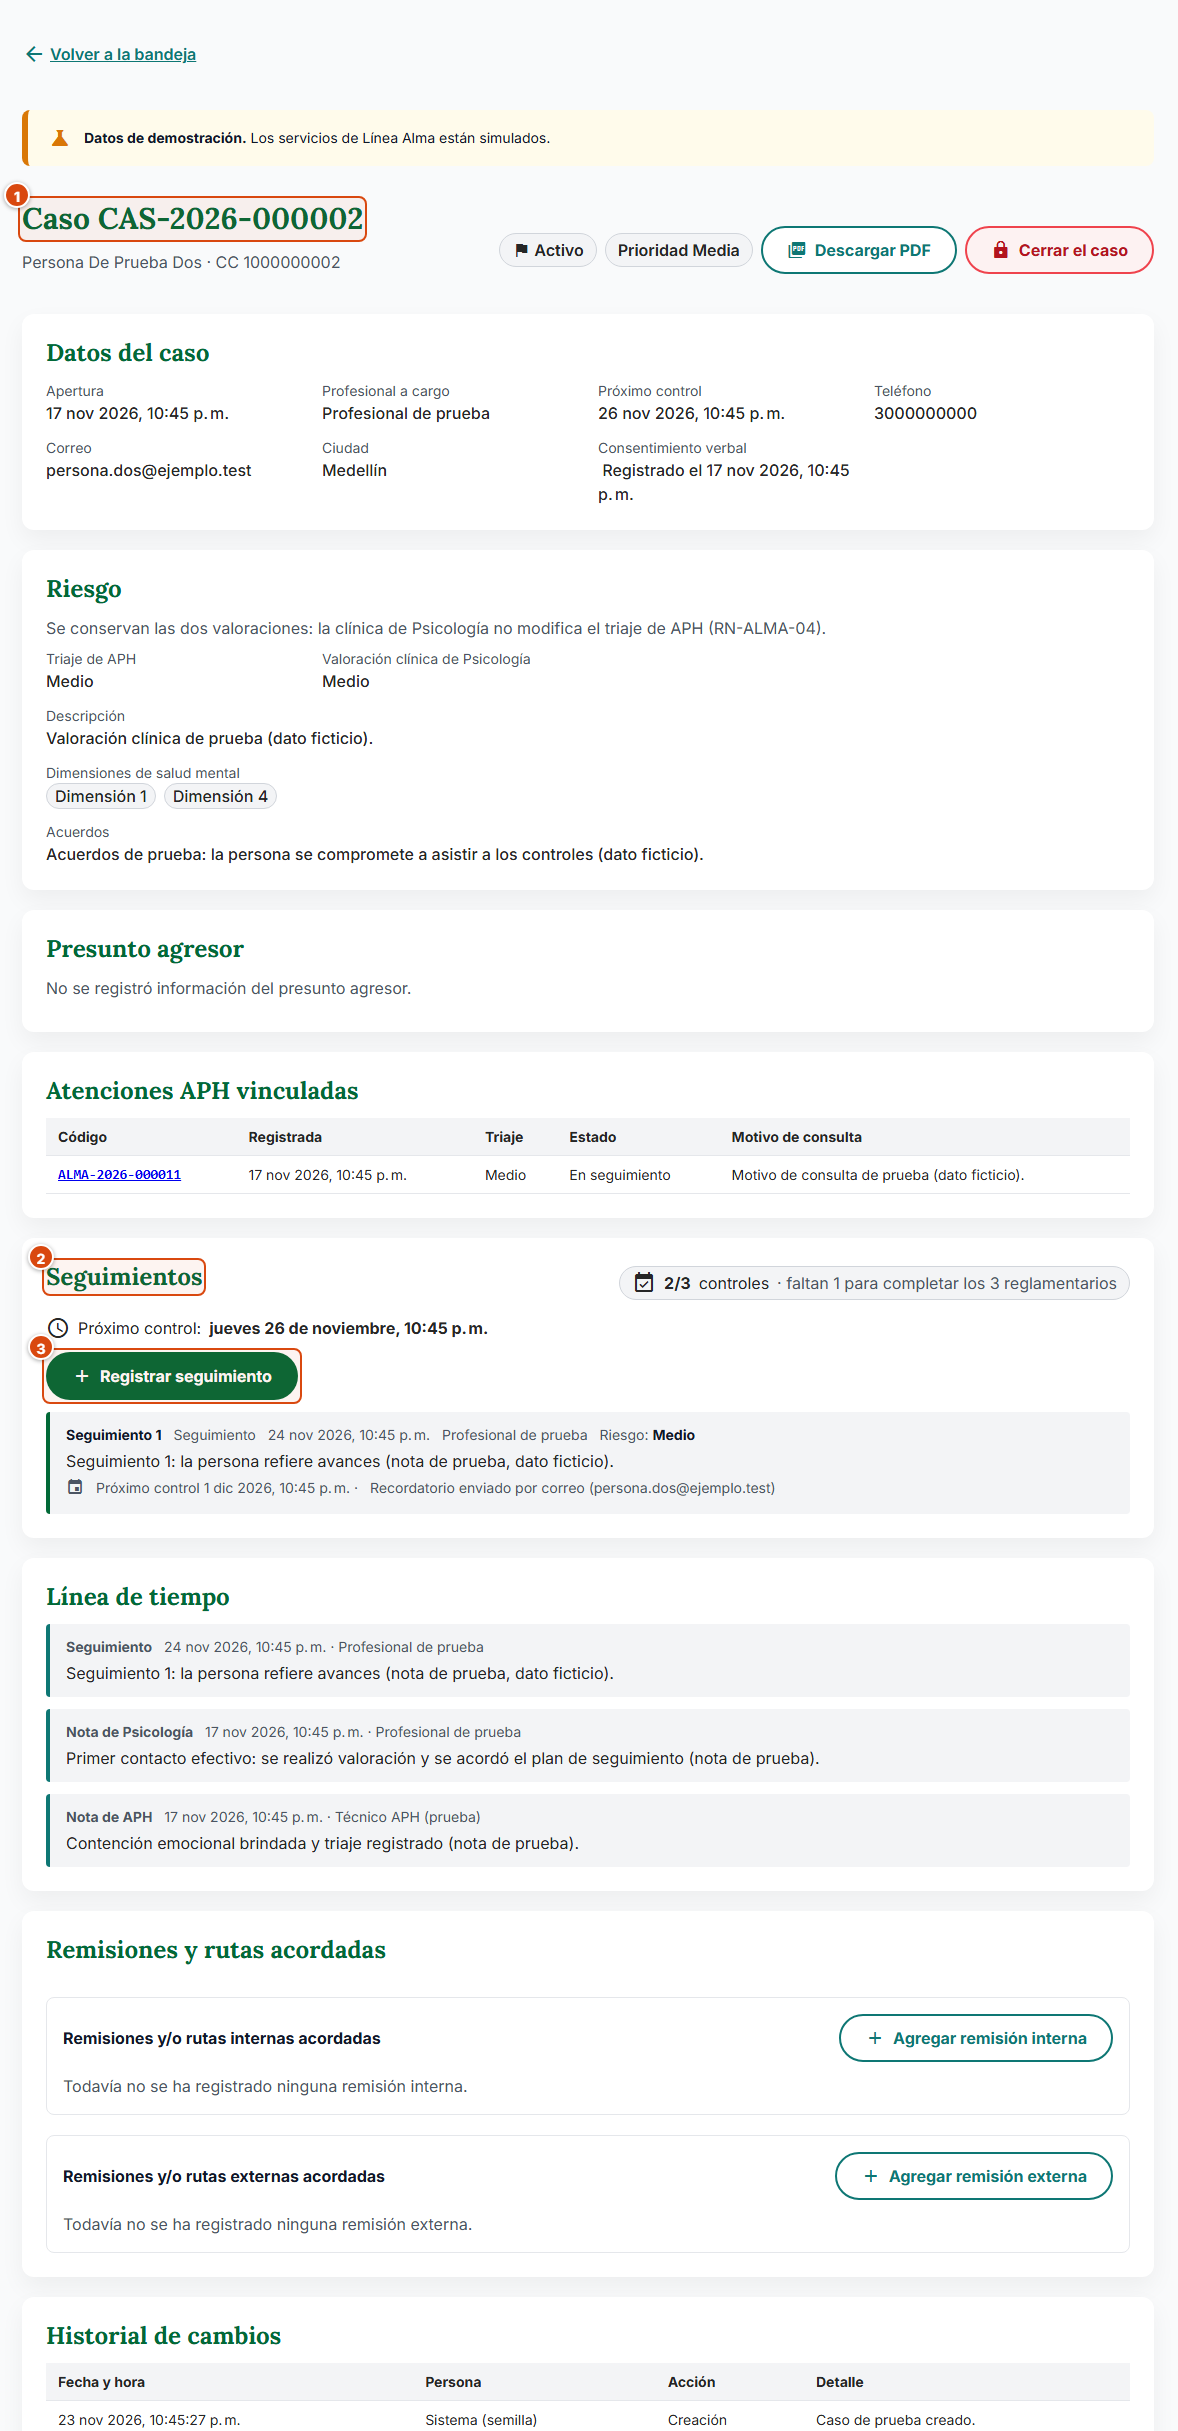 Volver a la bandeja
Datos de demostración. Los servicios de Línea Alma están simulados.
1
Caso CAS-2026-000002
Persona De Prueba Dos · CC 1000000002
Activo
Prioridad Media
Descargar PDF
Cerrar el caso
Datos del caso
Apertura
17 nov 2026, 10:45 p. m.
Profesional a cargo
Profesional de prueba
Próximo control
26 nov 2026, 10:45 p. m.
Teléfono
3000000000
Correo
persona.dos@ejemplo.test
Ciudad
Medellín
Consentimiento verbal
Registrado el 17 nov 2026, 10:45
p. m.
Riesgo
Se conservan las dos valoraciones: la clínica de Psicología no modifica el triaje de APH (RN-ALMA-04).
Triaje de APH
Medio
Valoración clínica de Psicología
Medio
Descripción
Valoración clínica de prueba (dato ficticio).
Dimensiones de salud mental
Dimensión 1
Dimensión 4
Acuerdos
Acuerdos de prueba: la persona se compromete a asistir a los controles (dato ficticio).
Presunto agresor
No se registró información del presunto agresor.
Atenciones APH vinculadas
Código Registrada Triaje Estado Motivo de consulta
ALMA-2026-000011 17 nov 2026, 10:45 p. m. Medio En seguimiento Motivo de consulta de prueba (dato ficticio).
2
Seguimientos
2/3 controles · faltan 1 para completar los 3 reglamentarios
Próximo control: jueves 26 de noviembre, 10:45 p. m.
3
Registrar seguimiento
Seguimiento 1 Seguimiento 24 nov 2026, 10:45 p. m. Profesional de prueba Riesgo: Medio
Seguimiento 1: la persona refiere avances (nota de prueba, dato ficticio).
Próximo control 1 dic 2026, 10:45 p. m. · Recordatorio enviado por correo (persona.dos@ejemplo.test)
Línea de tiempo
Seguimiento 24 nov 2026, 10:45 p. m. · Profesional de prueba
Seguimiento 1: la persona refiere avances (nota de prueba, dato ficticio).
Nota de Psicología 17 nov 2026, 10:45 p. m. · Profesional de prueba
Primer contacto efectivo: se realizó valoración y se acordó el plan de seguimiento (nota de prueba).
Nota de APH 17 nov 2026, 10:45 p. m. · Técnico APH (prueba)
Contención emocional brindada y triaje registrado (nota de prueba).
Remisiones y rutas acordadas
Remisiones y/o rutas internas acordadas
Agregar remisión interna
Todavía no se ha registrado ninguna remisión interna.
Remisiones y/o rutas externas acordadas
Agregar remisión externa
Todavía no se ha registrado ninguna remisión externa.
Historial de cambios
Fecha y hora Persona Acción Detalle
23 nov 2026, 10:45:27 p. m. Sistema (semilla) Creación Caso de prueba creado.